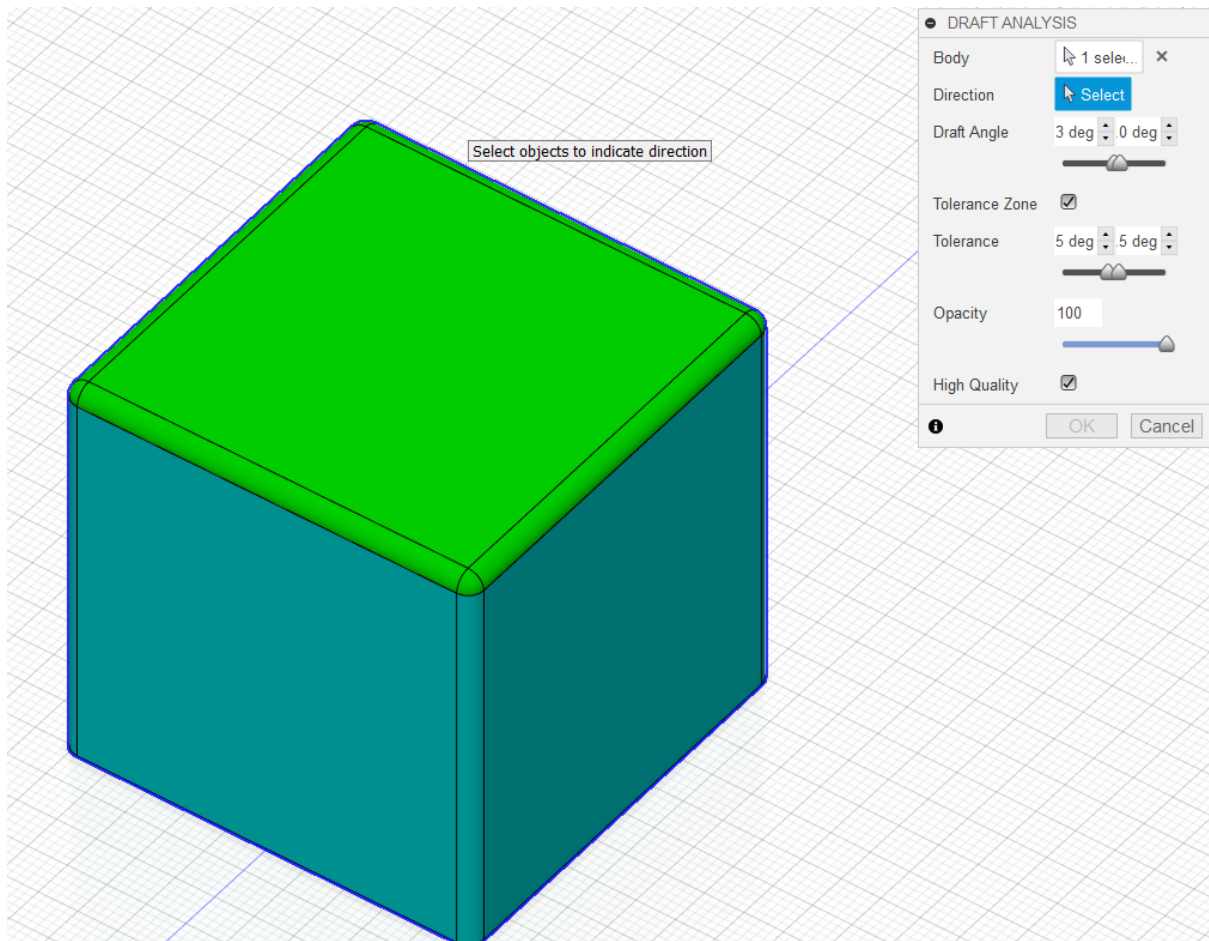 DRAFT ANALYSIS
Body 1 selec...
Direction Select
Select objects to indicate direction
Draft Angle 3 deg .0 deg
Tolerance Zone
Tolerance 5 deg .5 deg
Opacity 100
High Quality
OK Cancel